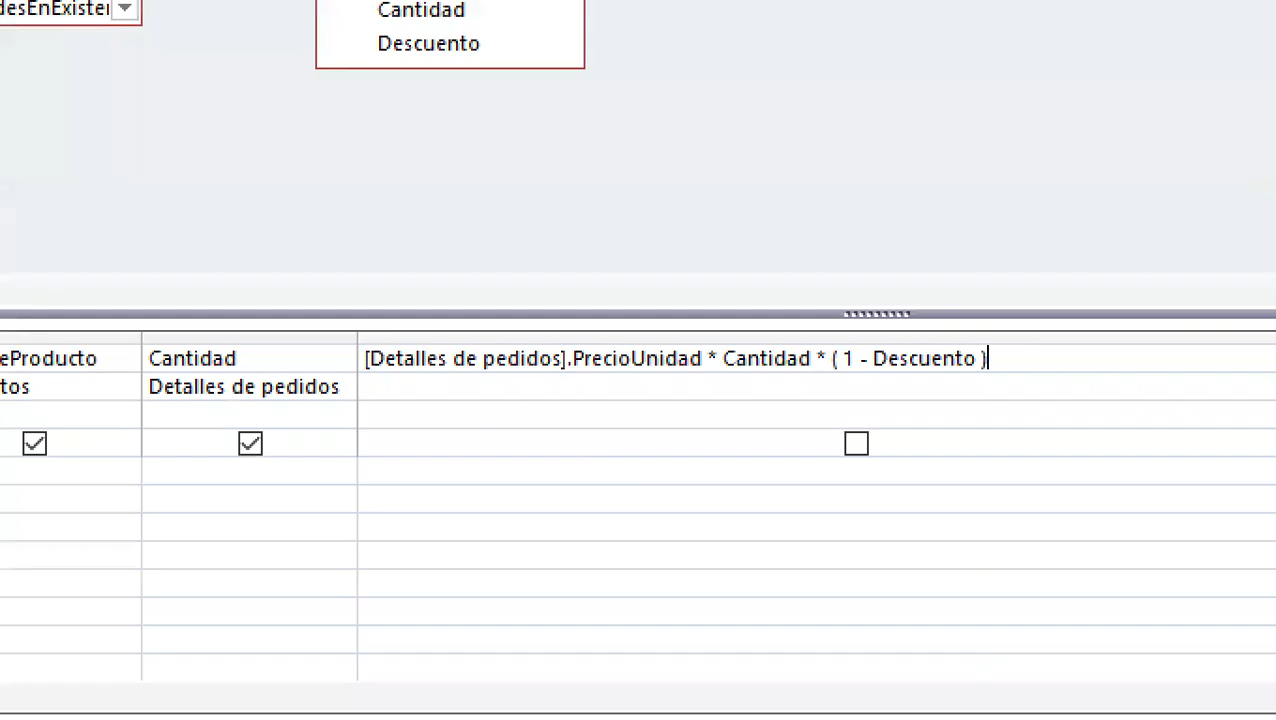 desEnExister
Cantidad
Descuento
eProducto Cantidad [Detalles de pedidos].PrecioUnidad * Cantidad * ( 1 - Descuento )
tos Detalles de pedidos